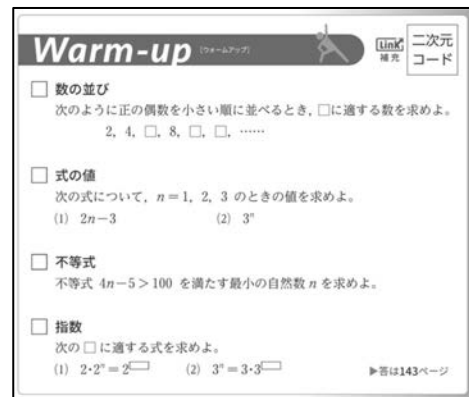 Warm-up [ウォームアップ]
Link 補充
二次元
コード
□ 数の並び
次のように正の偶数を小さい順に並べるとき，□に適する数を求めよ。
2，4，□，8，□，□，……
□ 式の値
次の式について，n＝1，2，3 のときの値を求めよ。
(1) 2n−3 (2) 3ⁿ
□ 不等式
不等式 4n−5＞100 を満たす最小の自然数 n を求めよ。
□ 指数
次の □ に適する式を求めよ。
(1) 2・2ⁿ＝2^□ (2) 3ⁿ＝3・3^□
▶答は143ページ